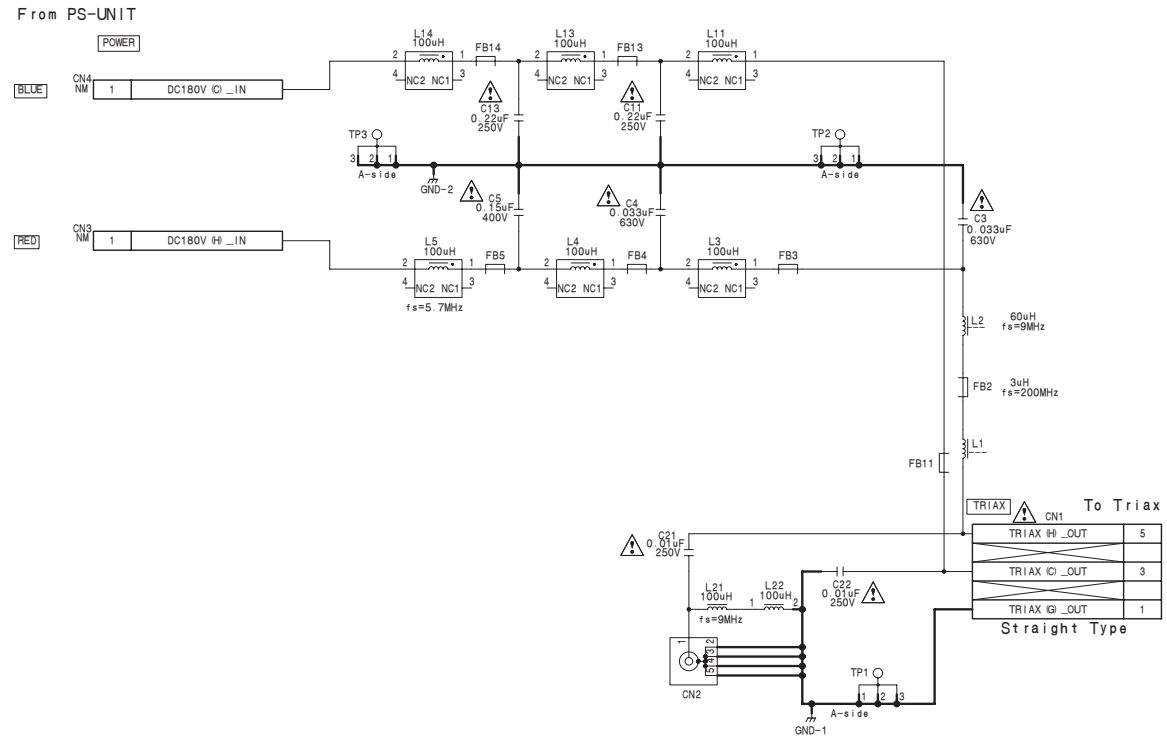 From PS-UNIT
POWER
BLUE
CN4
NM
1
DC180V (C) _IN
L14
100uH
2
1
4
NC2 NC1
3
FB14
L13
100uH
2
1
4
NC2 NC1
3
FB13
L11
100uH
2
1
4
NC2 NC1
3
C13
0.22uF
250V
C11
0.22uF
250V
TP3
3 2 1
A-side
GND-2
TP2
3 2 1
A-side
C5
0.15uF
400V
C4
0.033uF
630V
C3
0.033uF
630V
RED
CN3
NM
1
DC180V (H) _IN
L5
100uH
2
1
4
NC2 NC1
3
fs=5.7MHz
FB5
L4
100uH
2
1
4
NC2 NC1
3
FB4
L3
100uH
2
1
4
NC2 NC1
3
FB3
L2
60uH
fs=9MHz
FB2
3uH
fs=200MHz
L1
FB11
TRIAX
CN1
To Triax
TRIAX (H) _OUT 5
TRIAX (C) _OUT 3
TRIAX (G) _OUT 1
Straight Type
C21
0.01uF
250V
C22
0.01uF
250V
L21
100uH
fs=9MHz
L22
100uH
1
2
1
2
3
4
5
CN2
TP1
1 2 3
A-side
GND-1